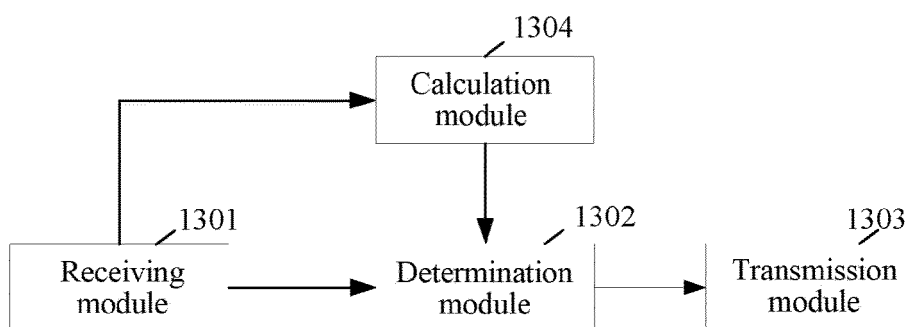 1304
Calculation
module
1301
Receiving
module
1302
Determination
module
1303
Transmission
module